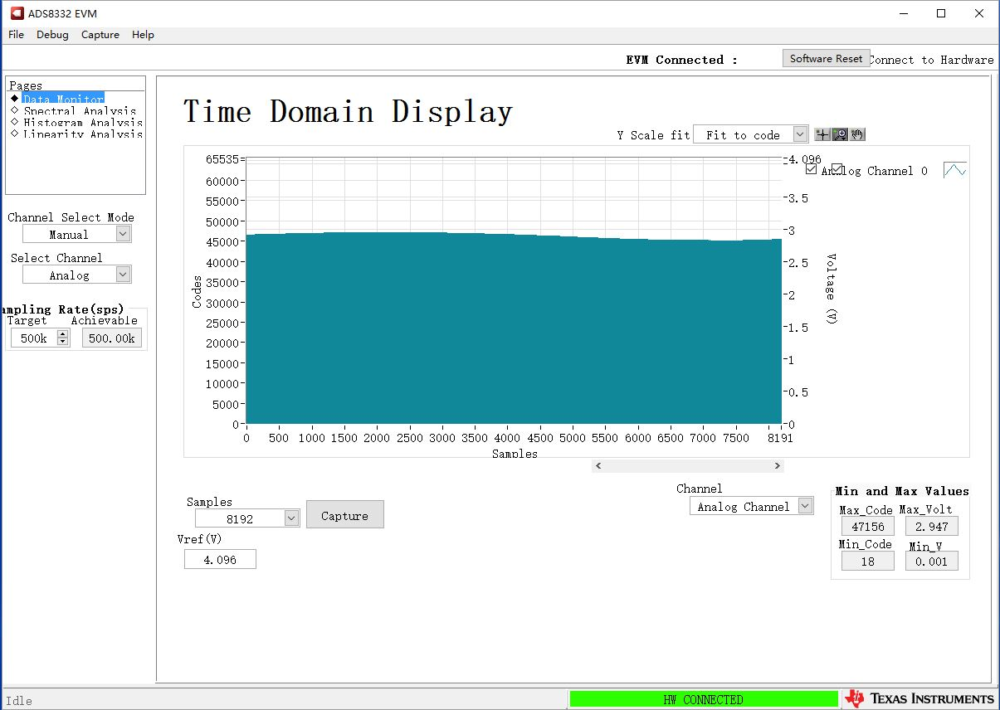 ADS8332 EVM
File Debug Capture Help
EVM Connected : Software Reset Connect to Hardware
Pages
Data Monitor
Spectral Analysis
Histogram Analysis
Linearity Analysis
Channel Select Mode
Manual
Select Channel
Analog
ampling Rate(sps)
Target Achievable
500k 500.00k
Time Domain Display
Y Scale fit Fit to code
65535 4.096
Analog Channel 0
60000
55000 3.5
50000 3
45000
40000 2.5
35000 2
30000
25000 1.5
20000
15000 1
10000 0.5
5000
0 0
Codes
Voltage (V)
0 500 1000 1500 2000 2500 3000 3500 4000 4500 5000 5500 6000 6500 7000 7500 8191
Samples
Samples
8192 Capture
Vref(V)
4.096
Channel
Analog Channel
Min and Max Values
Max_Code Max_Volt
47156 2.947
Min_Code Min_V
18 0.001
Idle HW CONNECTED TEXAS INSTRUMENTS